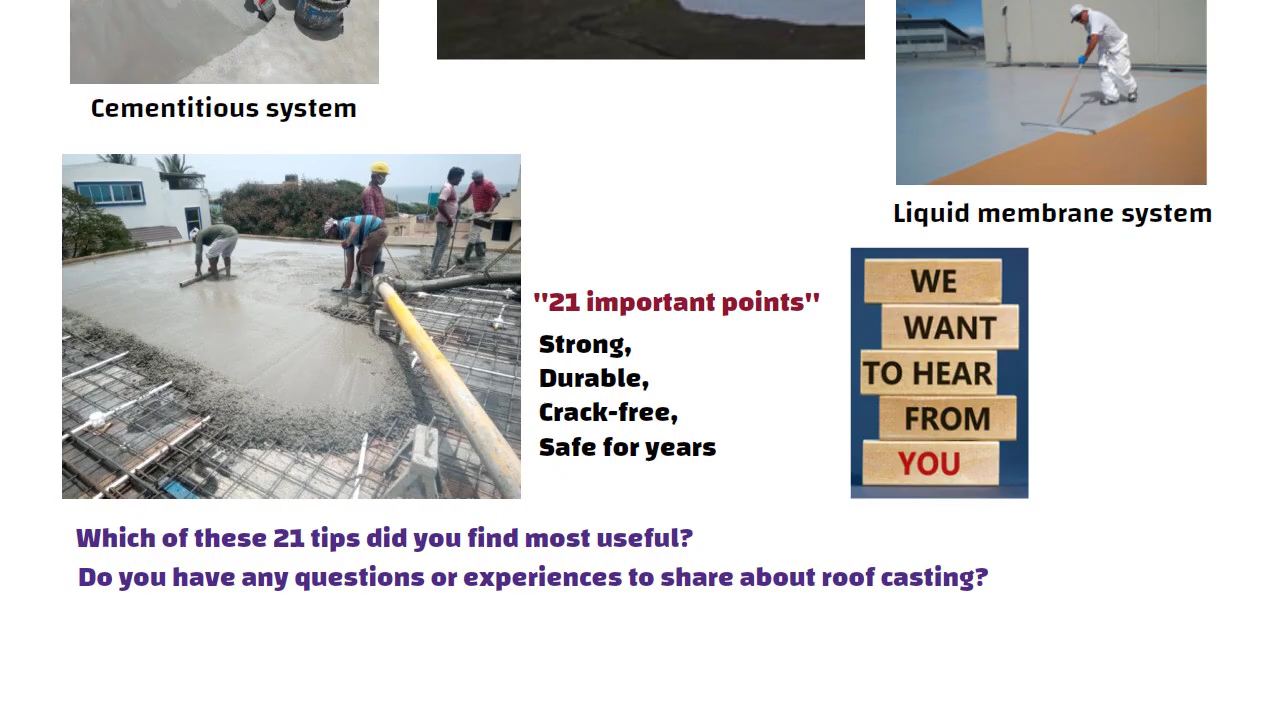 Cementitious system
Liquid membrane system
"21 important points"
Strong,
Durable,
Crack-free,
Safe for years
WE
WANT
TO HEAR
FROM
YOU
Which of these 21 tips did you find most useful?
Do you have any questions or experiences to share about roof casting?